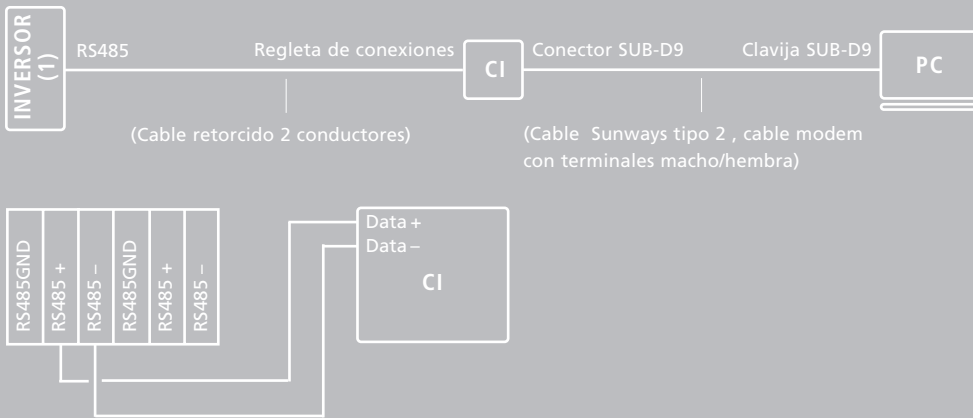 INVERSOR
(1)
RS485
Regleta de conexiones
CI
Conector SUB-D9
Clavija SUB-D9
PC
(Cable retorcido 2 conductores)
(Cable Sunways tipo 2 , cable modem
con terminales macho/hembra)
RS485GND
RS485 +
RS485 –
RS485GND
RS485 +
RS485 –
Data +
Data –
CI